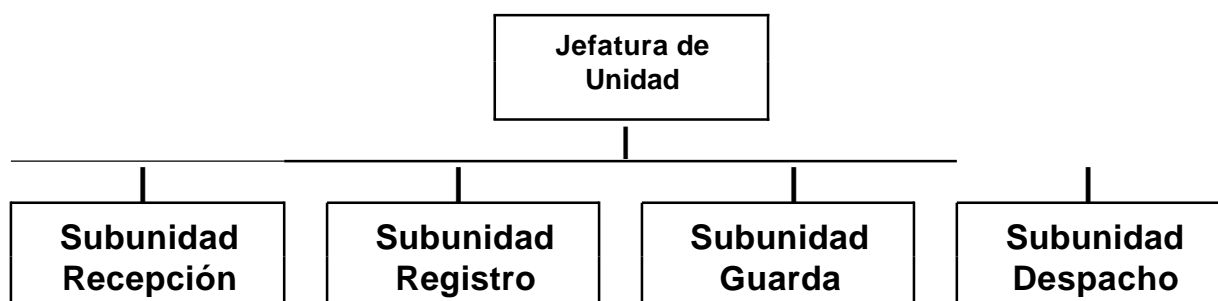 Jefatura de
Unidad
Subunidad
Recepción
Subunidad
Registro
Subunidad
Guarda
Subunidad
Despacho